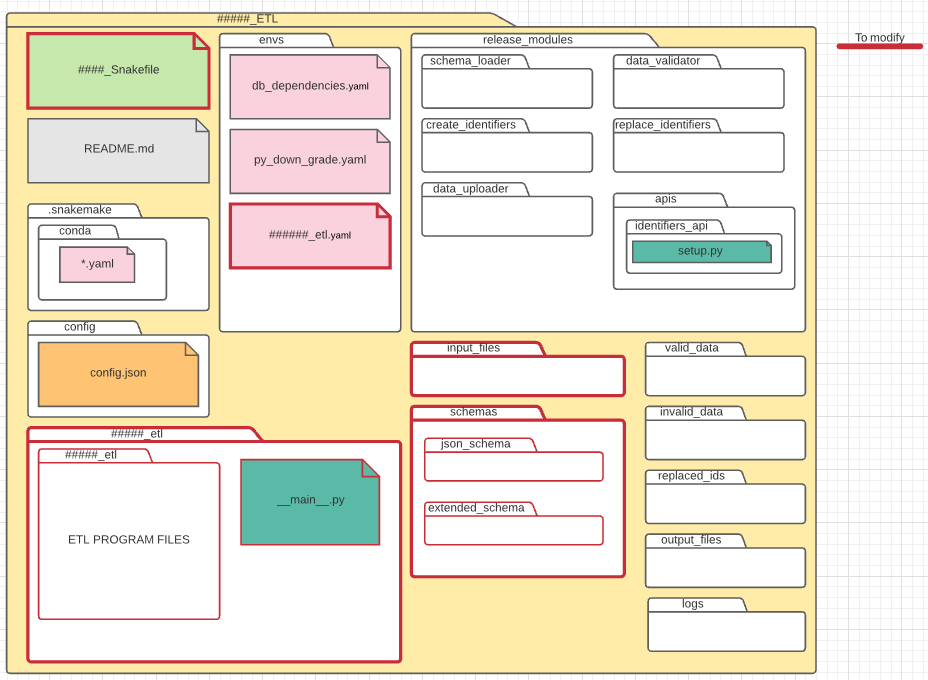 #####_ETL
To modify
####_Snakefile
README.md
.snakemake
conda
*.yaml
config
config.json
envs
db_dependencies.yaml
py_down_grade.yaml
######_etl.yaml
release_modules
schema_loader
data_validator
create_identifiers
replace_identifiers
data_uploader
apis
identifiers_api
setup.py
input_files
schemas
json_schema
extended_schema
valid_data
invalid_data
replaced_ids
output_files
logs
#####_etl
#####_etl
ETL PROGRAM FILES
__main__.py